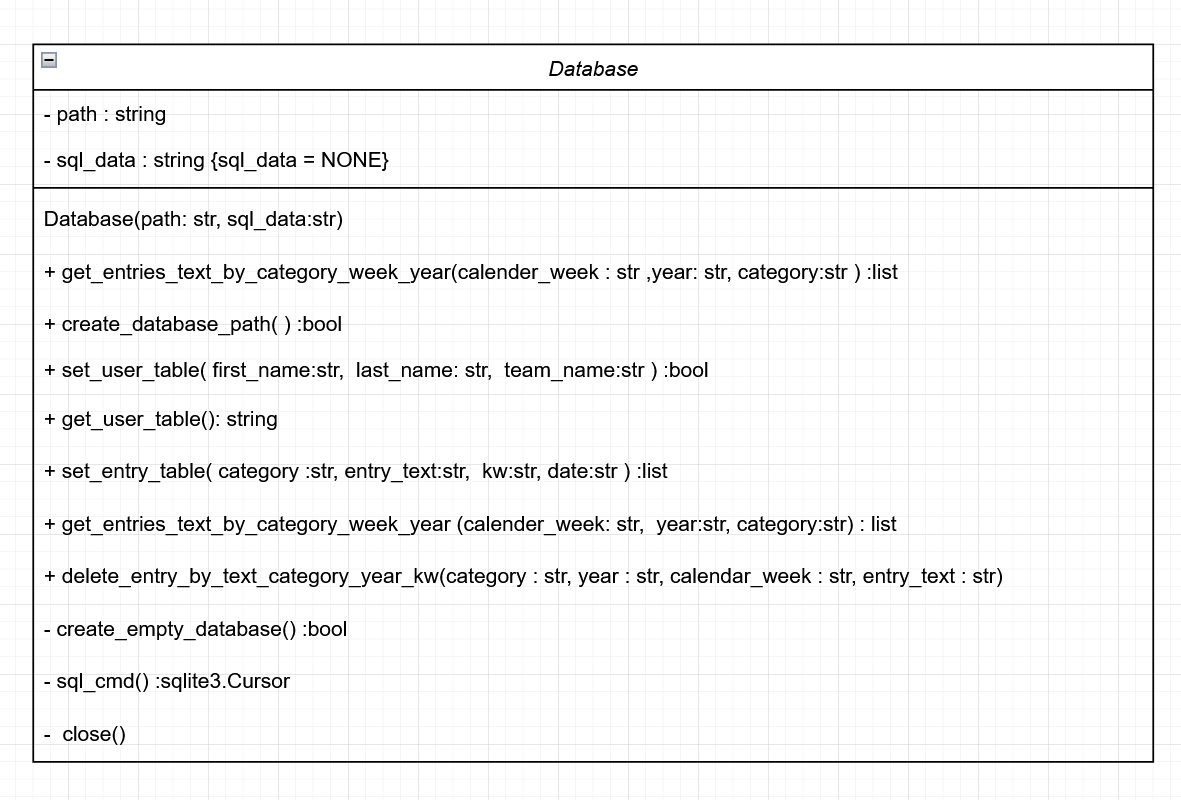 Database
- path : string
- sql_data : string {sql_data = NONE}
Database(path: str, sql_data:str)
+ get_entries_text_by_category_week_year(calender_week : str ,year: str, category:str ) :list
+ create_database_path( ) :bool
+ set_user_table( first_name:str,  last_name: str,  team_name:str ) :bool
+ get_user_table(): string
+ set_entry_table( category :str, entry_text:str,  kw:str, date:str ) :list
+ get_entries_text_by_category_week_year (calender_week: str,  year:str, category:str) : list
+ delete_entry_by_text_category_year_kw(category : str, year : str, calendar_week : str, entry_text : str)
- create_empty_database() :bool
- sql_cmd() :sqlite3.Cursor
-  close()